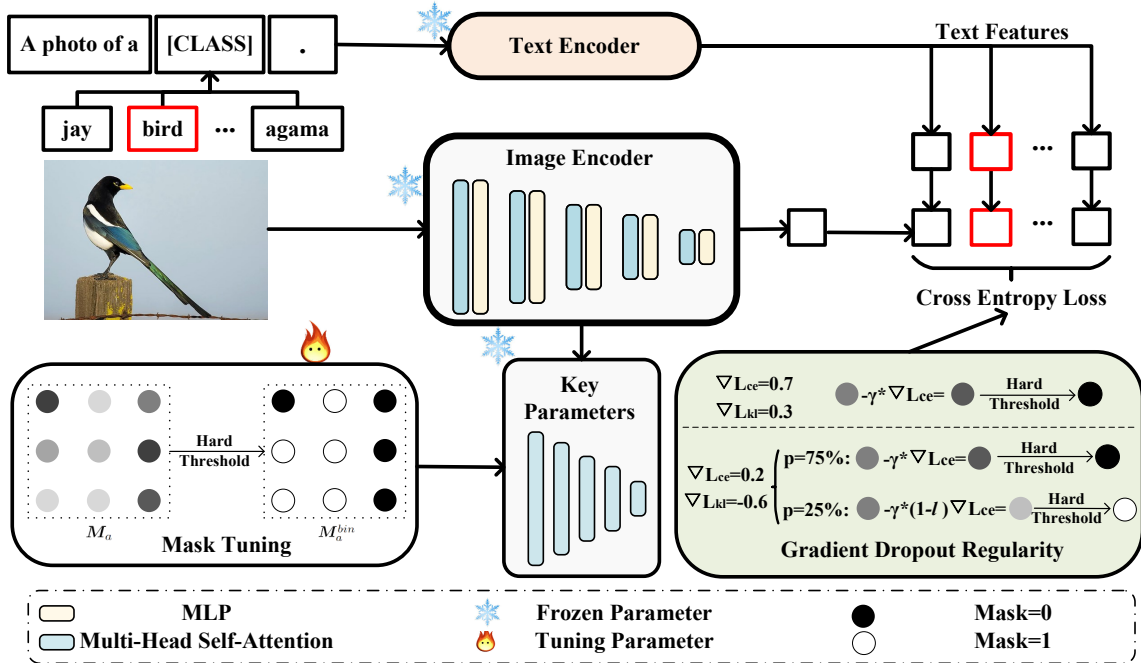 A photo of a [CLASS] .
Text Encoder
Text Features
jay bird ... agama
...
Image Encoder
...
Cross Entropy Loss
Key
Parameters
Hard
Threshold
M_a
M_a^{bin}
Mask Tuning
▽Lce=0.7
▽Lkl=0.3
-γ*▽Lce=
Hard
Threshold
▽Lce=0.2
▽Lkl=-0.6
p=75%: -γ*▽Lce=
Hard
Threshold
p=25%: -γ*(1-l)▽Lce=
Hard
Threshold
Gradient Dropout Regularity
MLP Frozen Parameter Mask=0
Multi-Head Self-Attention Tuning Parameter Mask=1